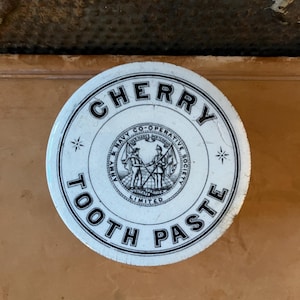 CHERRY
ARMY & NAVY CO-OPERATIVE SOCIETY
LIMITED
TOOTH PASTE